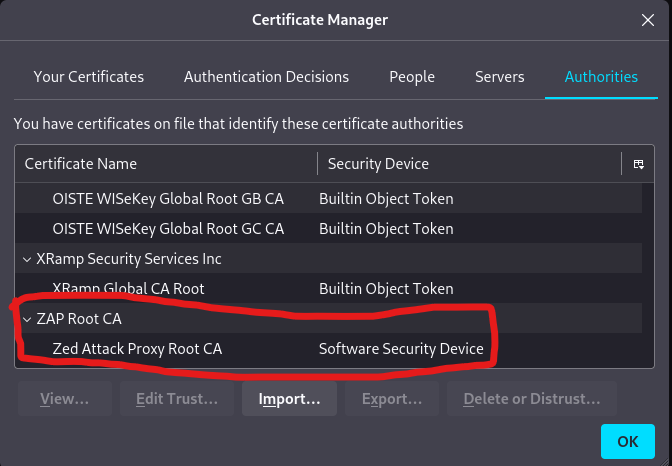 Certificate Manager
Your Certificates Authentication Decisions People Servers Authorities
You have certificates on file that identify these certificate authorities
Certificate Name Security Device
OISTE WISeKey Global Root GB CA Builtin Object Token
OISTE WISeKey Global Root GC CA Builtin Object Token
XRamp Security Services Inc
XRamp Global CA Root Builtin Object Token
ZAP Root CA
Zed Attack Proxy Root CA Software Security Device
View... Edit Trust... Import... Export... Delete or Distrust...
OK